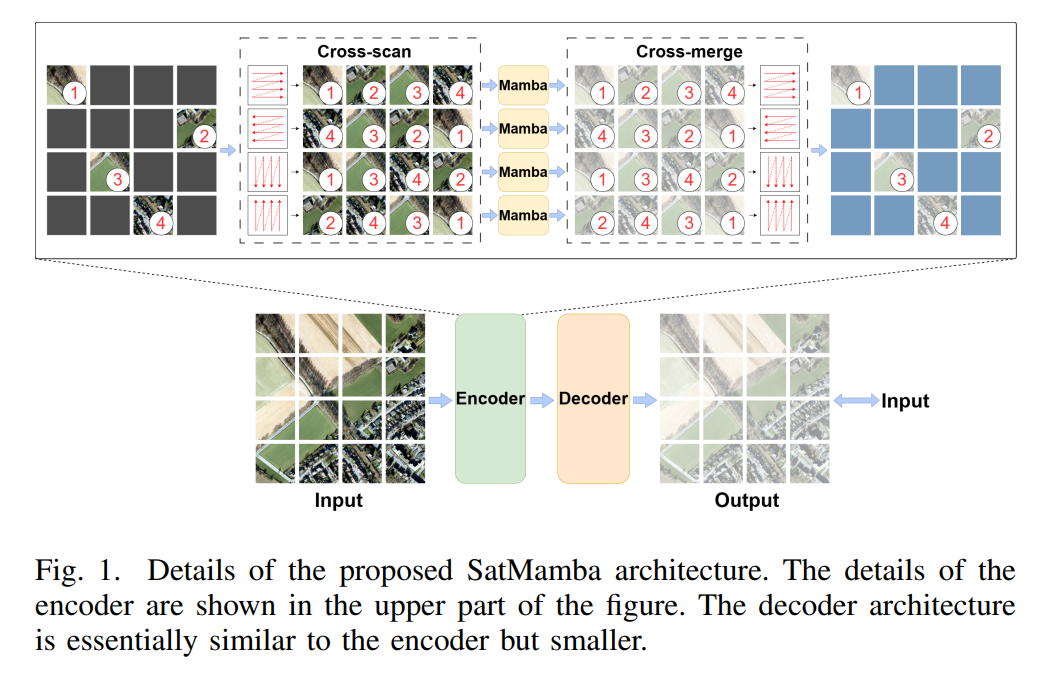 Cross-scan Cross-merge
1 1 2 3 4 Mamba 1 2 3 4 1
2 4 3 2 1 Mamba 4 3 2 1 2
3 1 3 4 2 Mamba 1 3 4 2 3
4 2 4 3 1 Mamba 2 4 3 1 4
Encoder Decoder Input
Input Output
Fig. 1. Details of the proposed SatMamba architecture. The details of the
encoder are shown in the upper part of the figure. The decoder architecture
is essentially similar to the encoder but smaller.